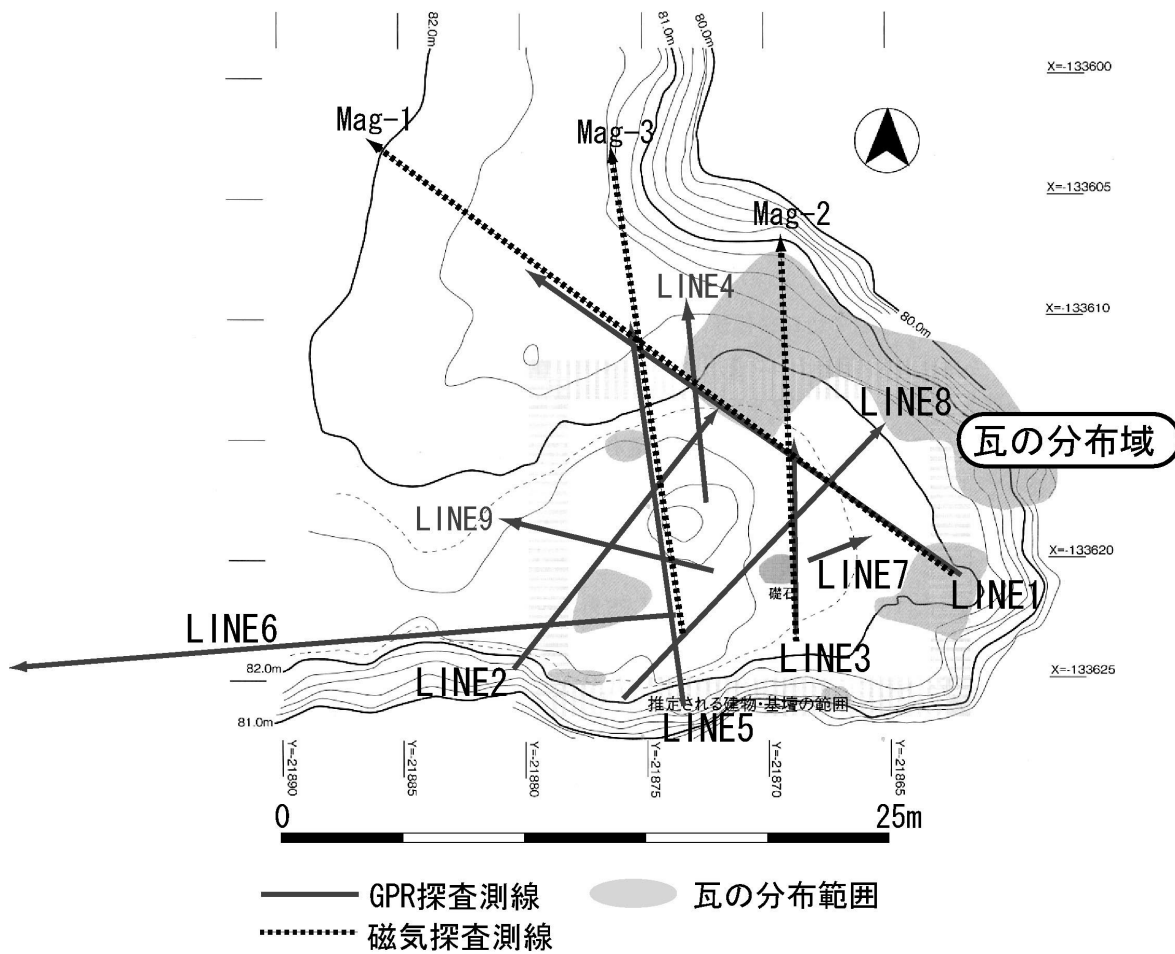 82.0m
81.0m
80.0m
X=-133600
Mag-1
Mag-3
X=-133605
Mag-2
LINE4
X=-133610
80.0m
LINE8
瓦の分布域
LINE9
X=-133620
礎石
LINE7
LINE1
LINE6
LINE3
82.0m
LINE2
X=-133625
推定される建物・基壇の範囲
81.0m
LINE5
Y=-21890
Y=-21885
Y=-21880
Y=-21875
Y=-21870
Y=-21865
0
25m
GPR探査測線
瓦の分布範囲
磁気探査測線